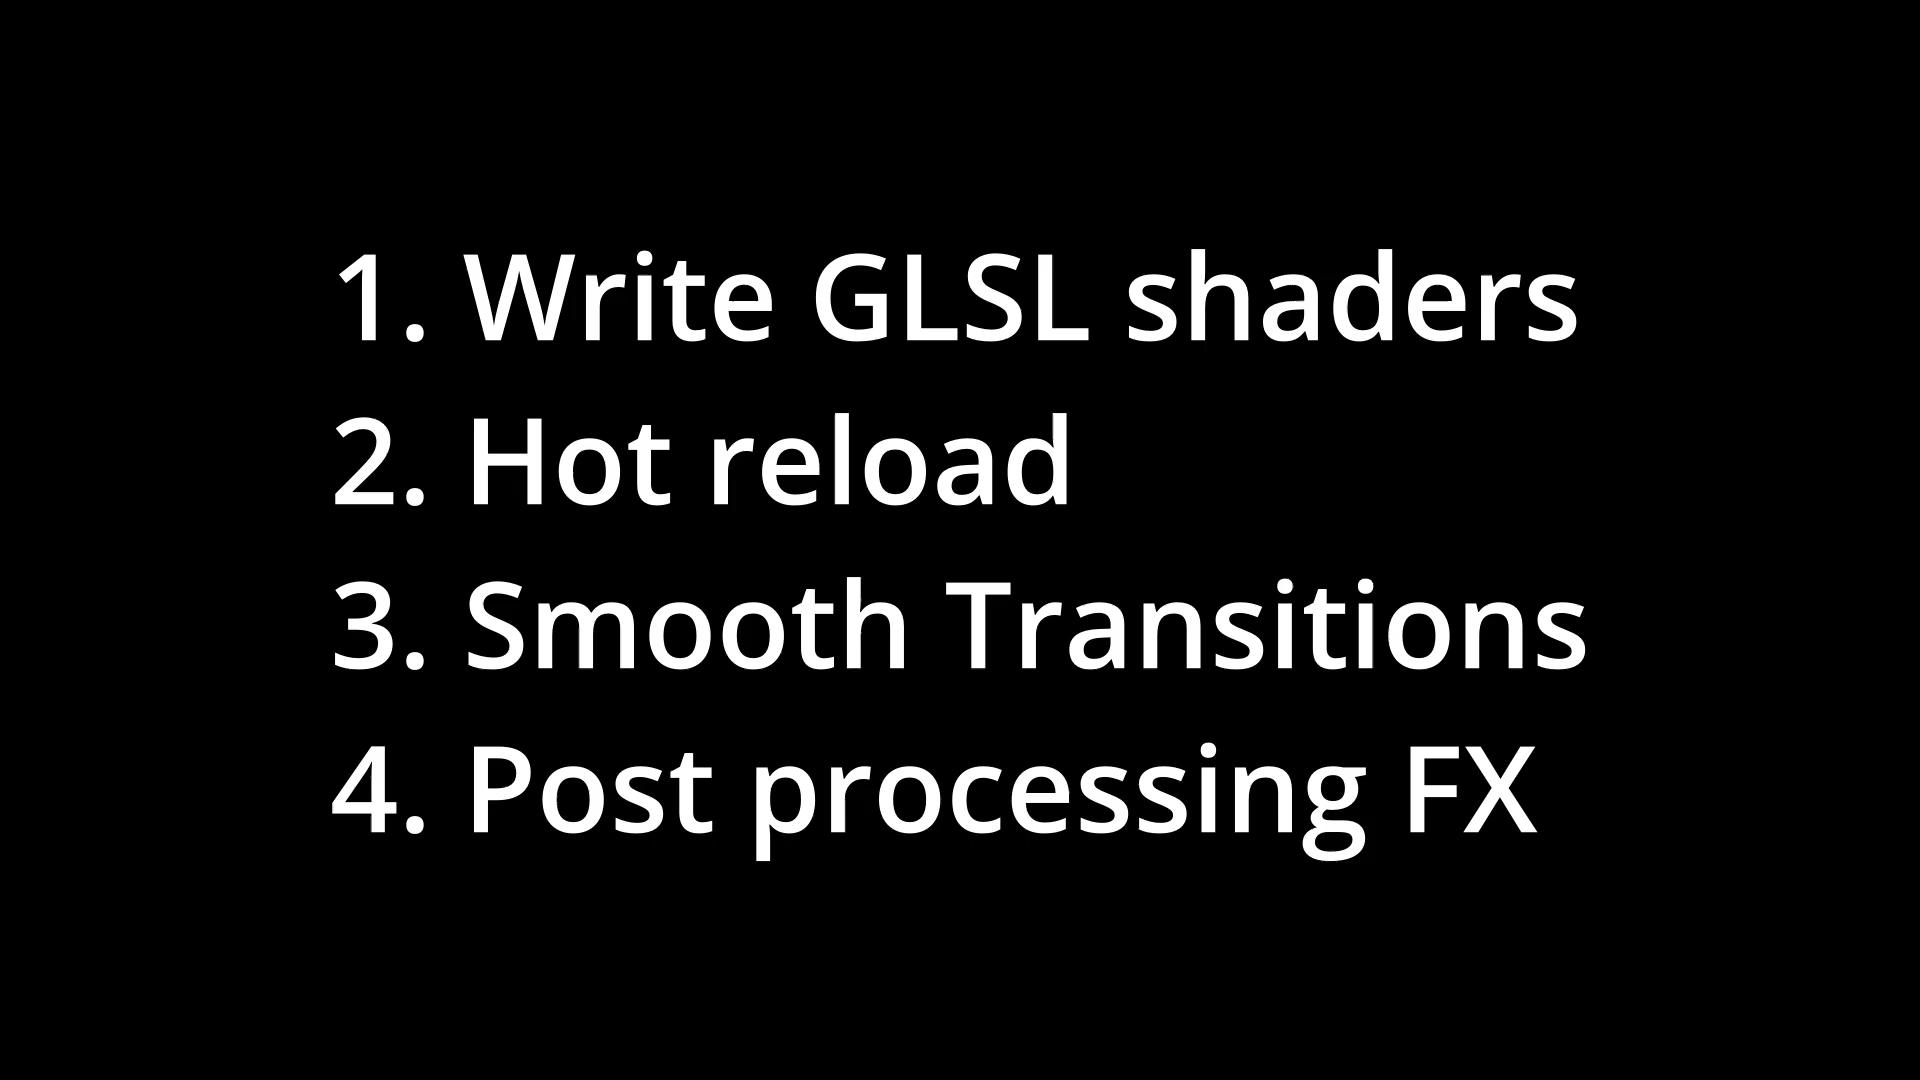 1. Write GLSL shaders
2. Hot reload
3. Smooth Transitions
4. Post processing FX